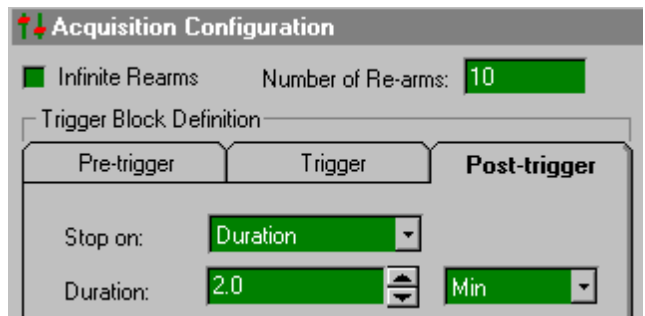 Acquisition Configuration
Infinite Rearms Number of Re-arms: 10
Trigger Block Definition
Pre-trigger Trigger Post-trigger
Stop on: Duration
Duration: 2.0 Min